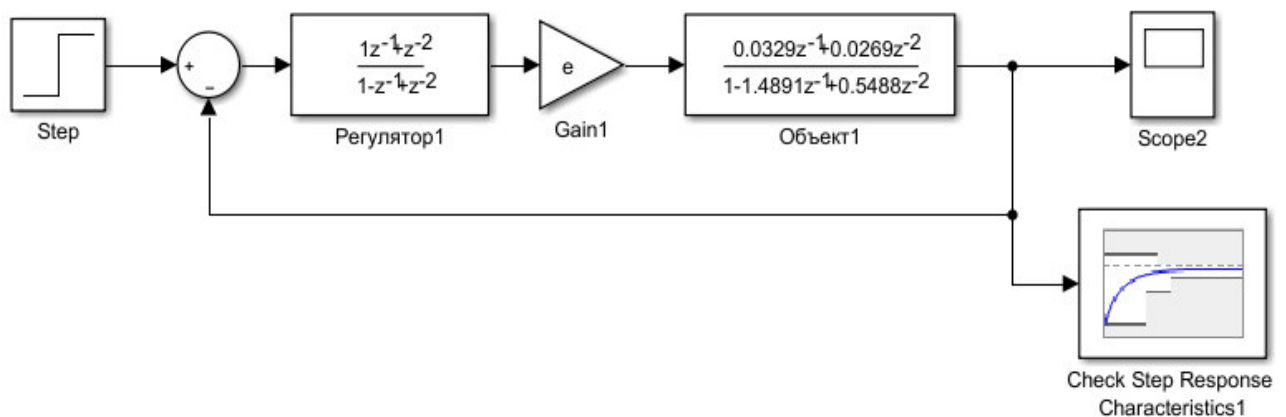 Step
+
−
1z⁻¹+z⁻²
1-z⁻¹+z⁻²
Регулятор1
e
Gain1
0.0329z⁻¹+0.0269z⁻²
1-1.4891z⁻¹+0.5488z⁻²
Объект1
Scope2
Check Step Response
Characteristics1